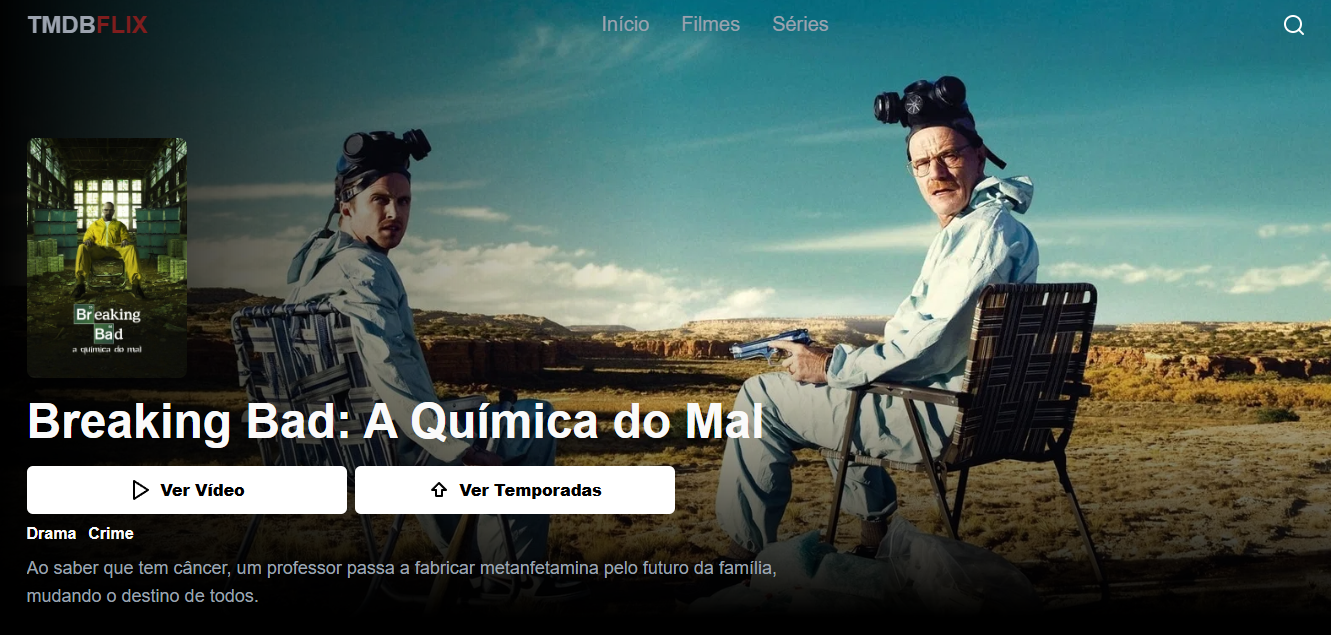 TMDBFLIX
Início Filmes Séries
Breaking
Bad
a química do mal
Breaking Bad: A Química do Mal
Ver Vídeo Ver Temporadas
Drama Crime
Ao saber que tem câncer, um professor passa a fabricar metanfetamina pelo futuro da família,
mudando o destino de todos.